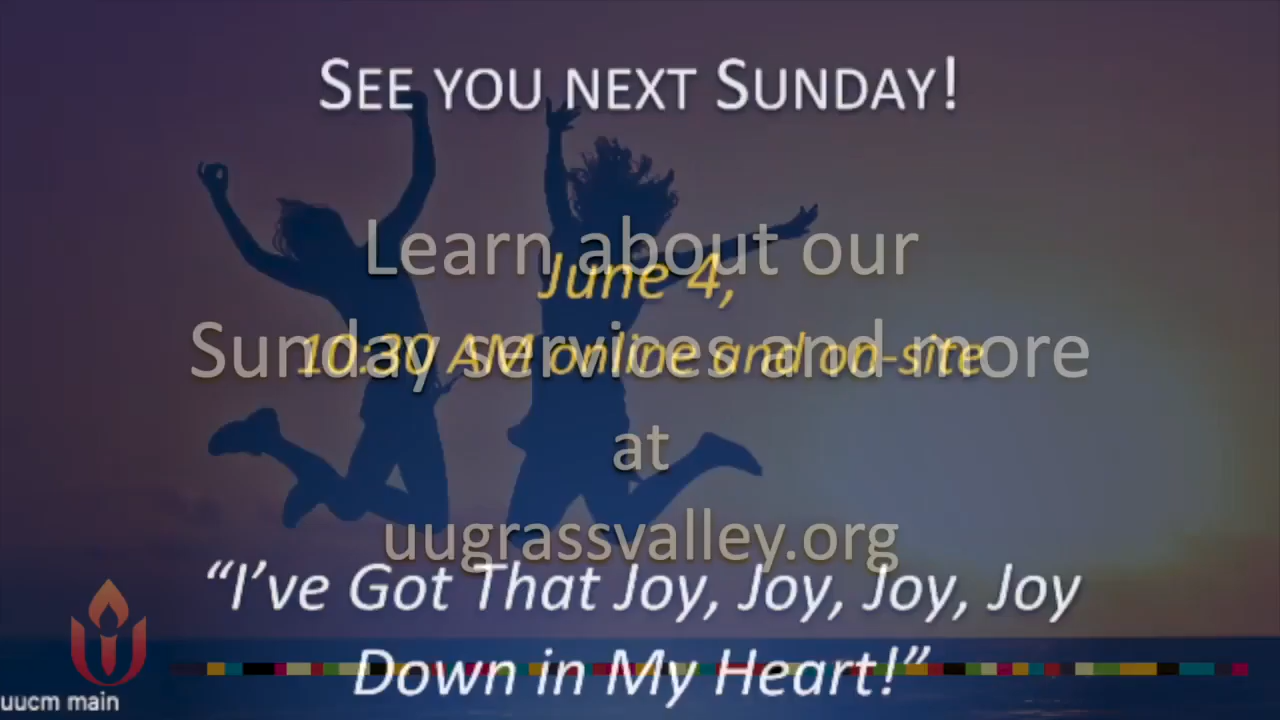 SEE YOU NEXT SUNDAY!
Learn about our
June 4,
Sunday services and more
10:30 AM online and on-site
at
uugrassvalley.org
“I’ve Got That Joy, Joy, Joy, Joy
Down in My Heart!”
uucm main